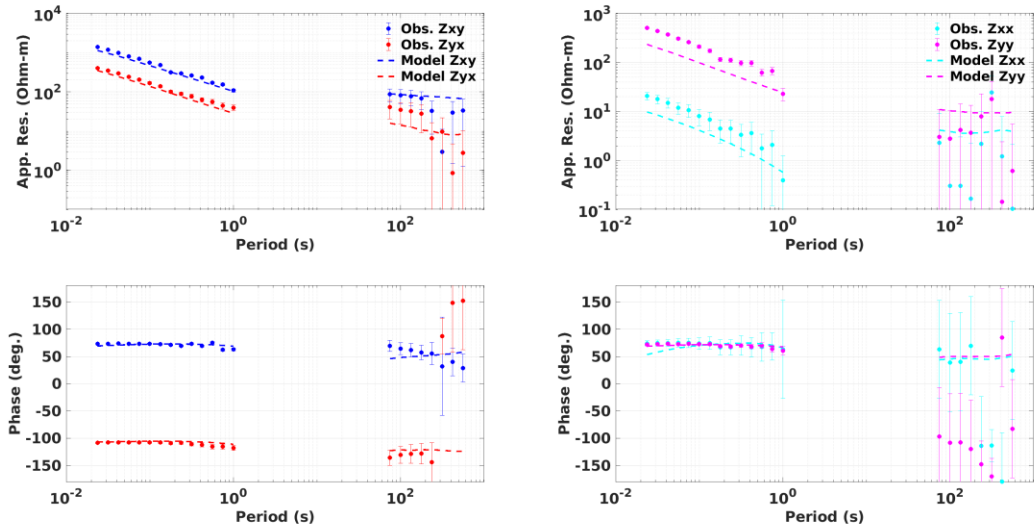 App. Res. (Ohm-m)
10^4
10^2
10^0
10^-2
10^0
10^2
Period (s)
Obs. Zxy
Obs. Zyx
Model Zxy
Model Zyx
App. Res. (Ohm-m)
10^3
10^2
10^1
10^0
10^-1
10^-2
10^0
10^2
Period (s)
Obs. Zxx
Obs. Zyy
Model Zxx
Model Zyy
Phase (deg.)
150
100
50
0
-50
-100
-150
10^-2
10^0
10^2
Period (s)
Phase (deg.)
150
100
50
0
-50
-100
-150
10^-2
10^0
10^2
Period (s)